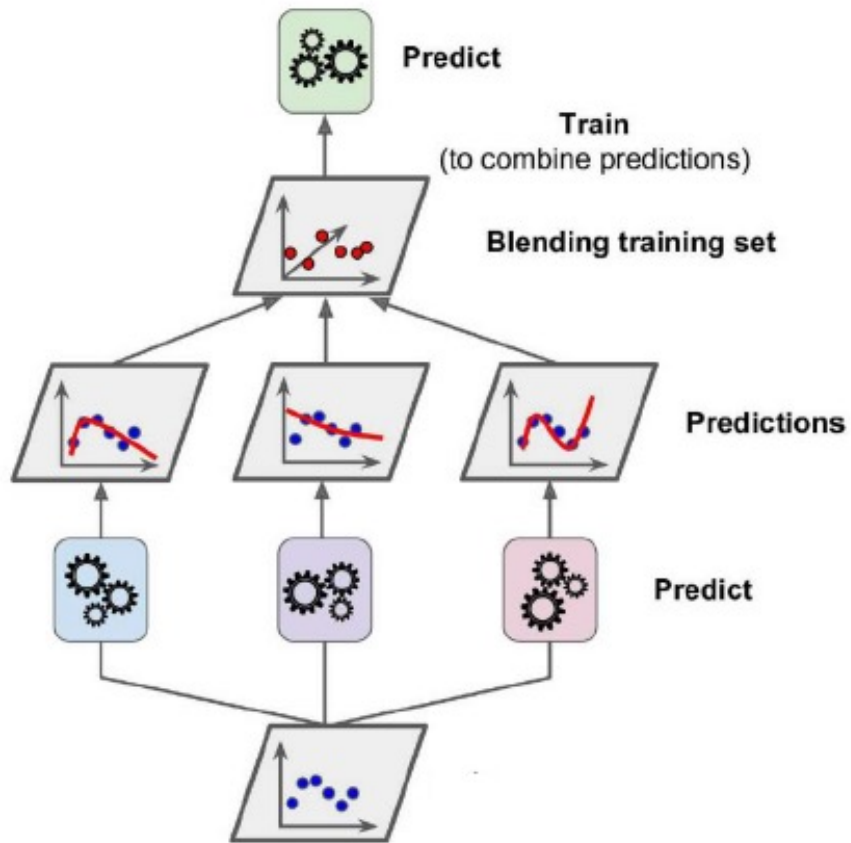 Predict
Train
(to combine predictions)
Blending training set
Predictions
Predict